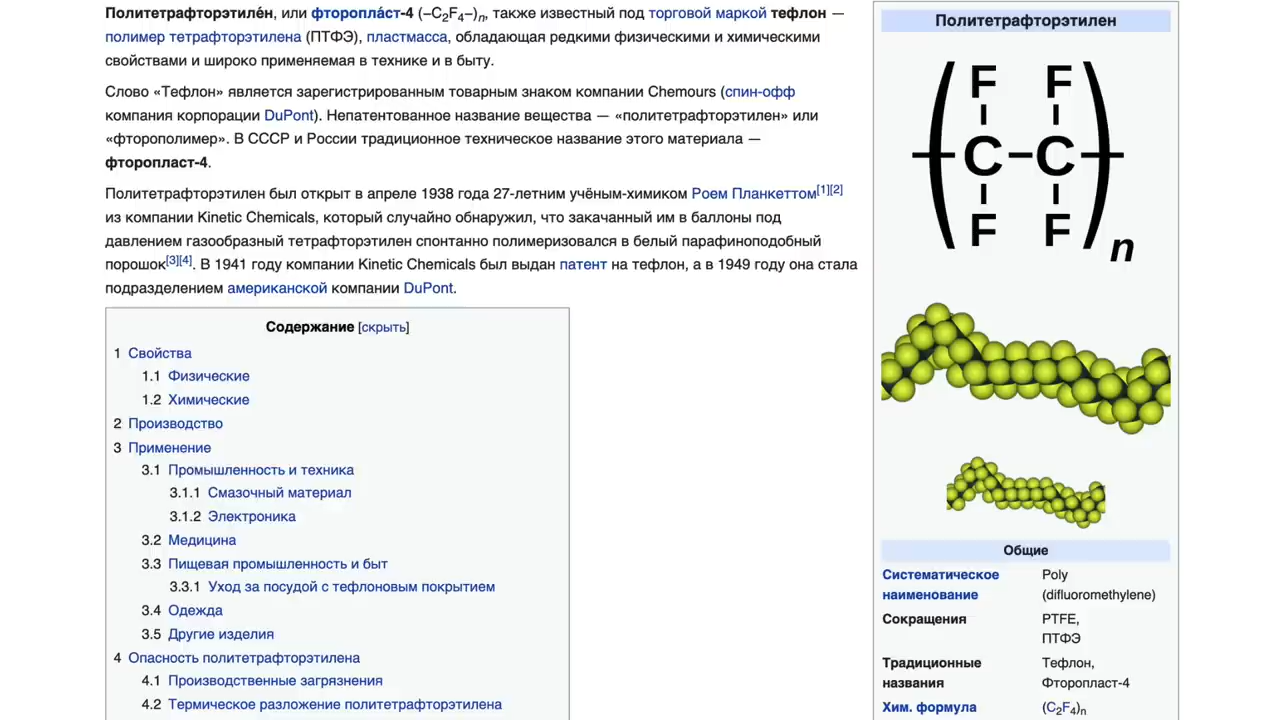 Политетрафторэтиле́н, или фторопла́ст-4 (–C₂F₄–)ₙ, также известный под торговой маркой тефлон —
полимер тетрафторэтилена (ПТФЭ), пластмасса, обладающая редкими физическими и химическими
свойствами и широко применяемая в технике и в быту.
Слово «Тефлон» является зарегистрированным товарным знаком компании Chemours (спин-офф
компания корпорации DuPont). Непатентованное название вещества — «политетрафторэтилен» или
«фторополимер». В СССР и России традиционное техническое название этого материала —
фторопласт-4.
Политетрафторэтилен был открыт в апреле 1938 года 27-летним учёным-химиком Роем Планкеттом[1][2]
из компании Kinetic Chemicals, который случайно обнаружил, что закачанный им в баллоны под
давлением газообразный тетрафторэтилен спонтанно полимеризовался в белый парафиноподобный
порошок[3][4]. В 1941 году компании Kinetic Chemicals был выдан патент на тефлон, а в 1949 году она стала
подразделением американской компании DuPont.
Содержание [скрыть]
1 Свойства
1.1 Физические
1.2 Химические
2 Производство
3 Применение
3.1 Промышленность и техника
3.1.1 Смазочный материал
3.1.2 Электроника
3.2 Медицина
3.3 Пищевая промышленность и быт
3.3.1 Уход за посудой с тефлоновым покрытием
3.4 Одежда
3.5 Другие изделия
4 Опасность политетрафторэтилена
4.1 Производственные загрязнения
4.2 Термическое разложение политетрафторэтилена
Политетрафторэтилен
F F
C C
F F
n
Общие
Систематическое Poly
наименование (difluoromethylene)
Сокращения PTFE,
ПТФЭ
Традиционные Тефлон,
названия Фторопласт-4
Хим. формула (C₂F₄)ₙ